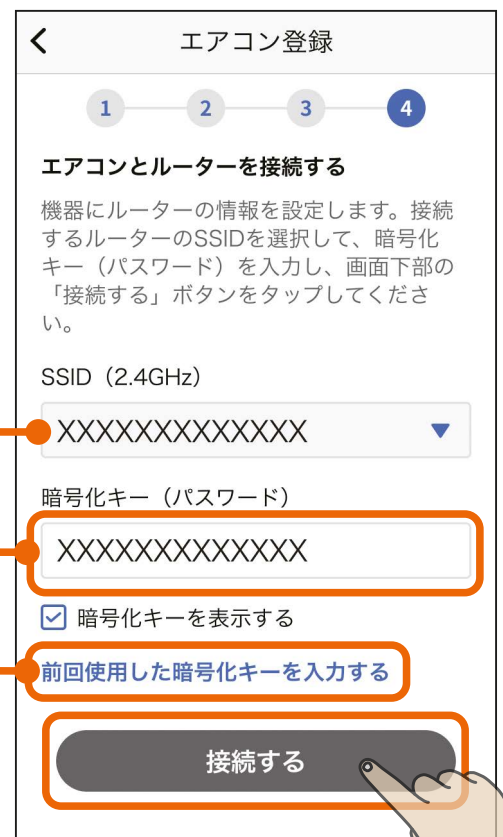 エアコン登録
1 2 3 4
エアコンとルーターを接続する
機器にルーターの情報を設定します。接続
するルーターのSSIDを選択して、暗号化
キー（パスワード）を入力し、画面下部の
「接続する」ボタンをタップしてくださ
い。
SSID（2.4GHz）
XXXXXXXXXXXXX
暗号化キー（パスワード）
XXXXXXXXXXXXX
暗号化キーを表示する
前回使用した暗号化キーを入力する
接続する